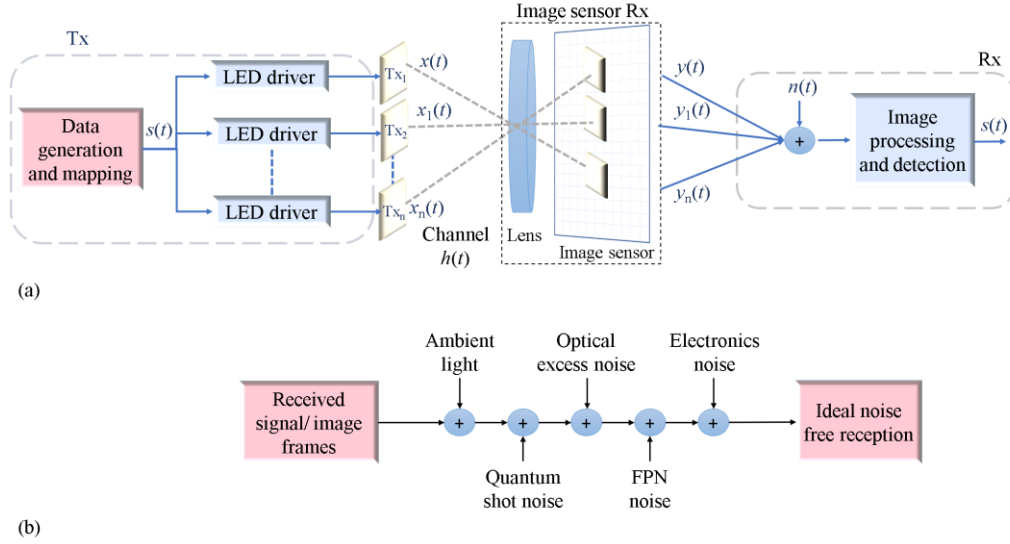 Image sensor Rx
Tx
Rx
LED driver
Tx1
x(t)
y(t)
n(t)
Data
generation
and mapping
s(t)
LED driver
Tx2
x1(t)
y1(t)
+
Image
processing
and detection
s(t)
LED driver
Txn
xn(t)
yn(t)
Channel
h(t)
Lens
Image sensor
(a)
Ambient
light
Optical
excess noise
Electronics
noise
Received
signal/ image
frames
+
+
+
+
+
Ideal noise
free reception
Quantum
shot noise
FPN
noise
(b)